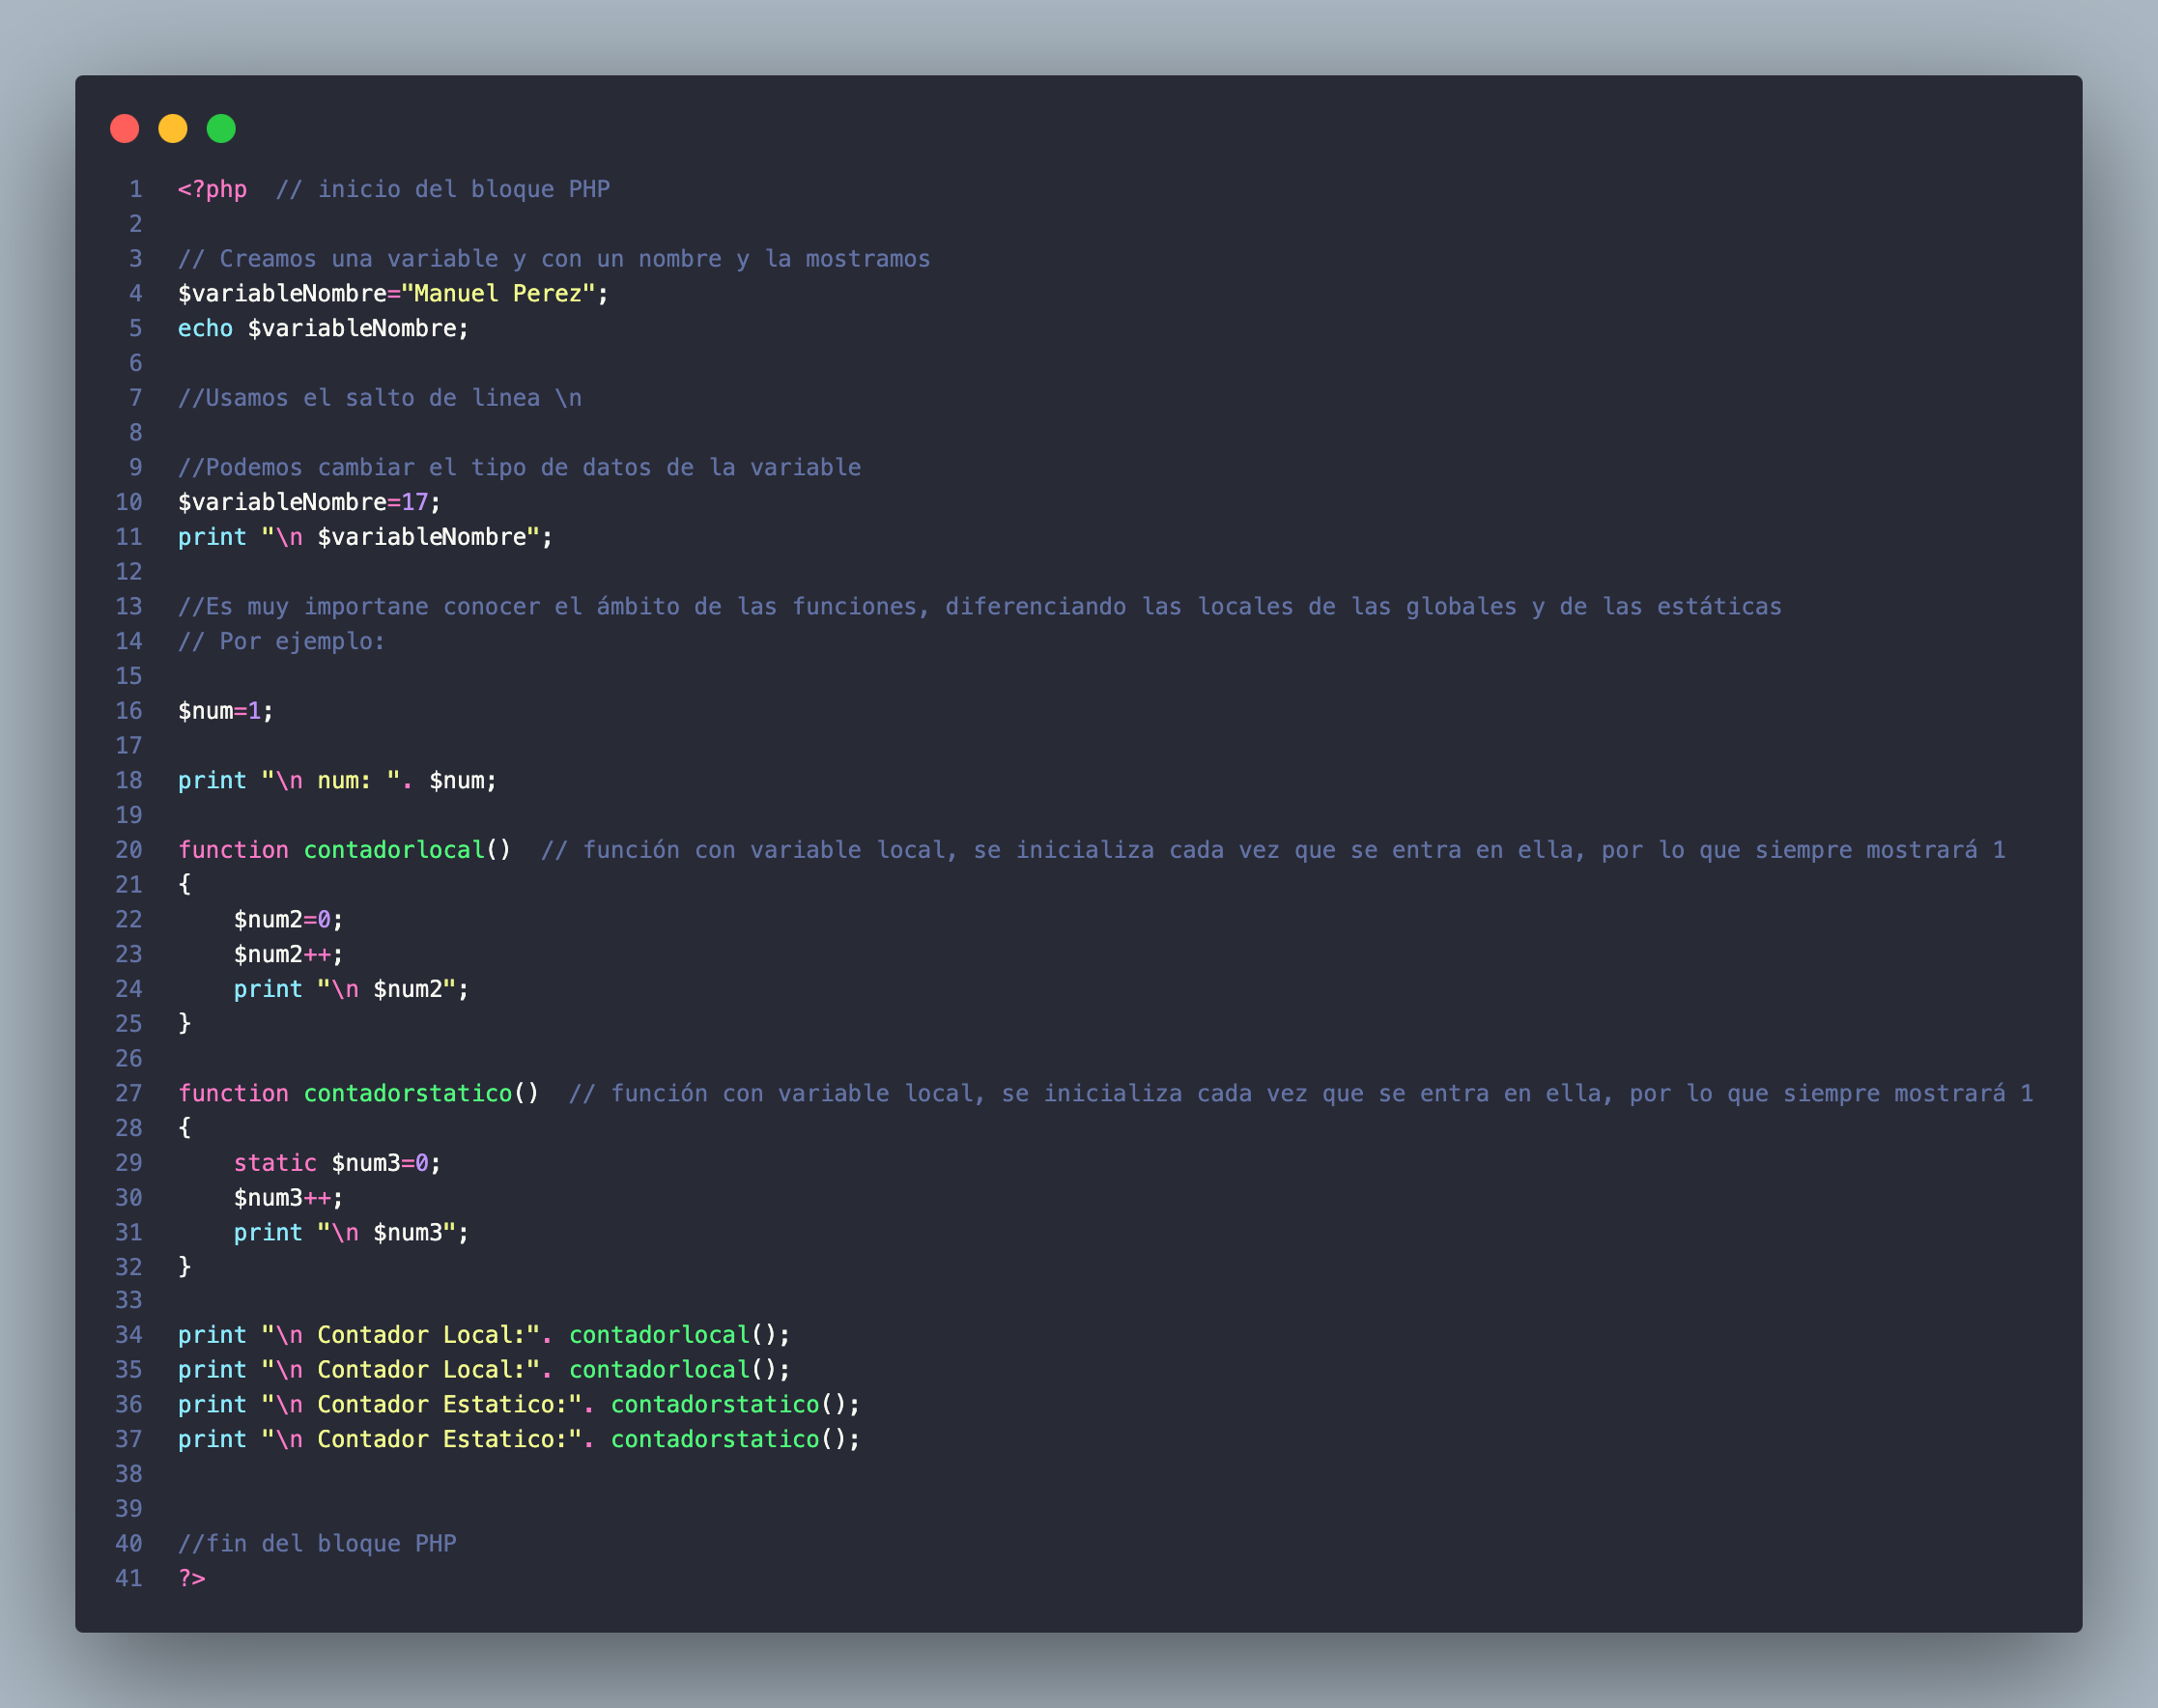 1 <?php  // inicio del bloque PHP
2
3 // Creamos una variable y con un nombre y la mostramos
4 $variableNombre="Manuel Perez";
5 echo $variableNombre;
6
7 //Usamos el salto de linea \n
8
9 //Podemos cambiar el tipo de datos de la variable
10 $variableNombre=17;
11 print "\n $variableNombre";
12
13 //Es muy importane conocer el ámbito de las funciones, diferenciando las locales de las globales y de las estáticas
14 // Por ejemplo:
15
16 $num=1;
17
18 print "\n num: ". $num;
19
20 function contadorlocal()  // función con variable local, se inicializa cada vez que se entra en ella, por lo que siempre mostrará 1
21 {
22     $num2=0;
23     $num2++;
24     print "\n $num2";
25 }
26
27 function contadorstatico()  // función con variable local, se inicializa cada vez que se entra en ella, por lo que siempre mostrará 1
28 {
29     static $num3=0;
30     $num3++;
31     print "\n $num3";
32 }
33
34 print "\n Contador Local:". contadorlocal();
35 print "\n Contador Local:". contadorlocal();
36 print "\n Contador Estatico:". contadorstatico();
37 print "\n Contador Estatico:". contadorstatico();
38
39
40 //fin del bloque PHP
41 ?>